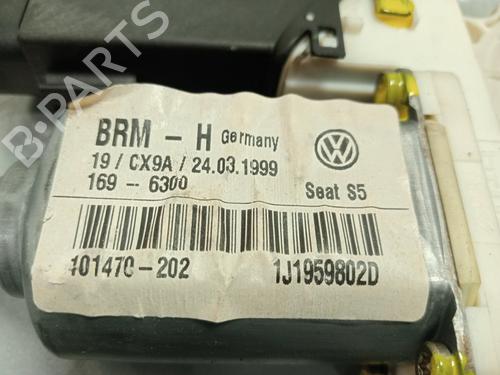 BRM - H Germany
19 / CX9A / 24.03.1999
169 - 6300
Seat S5
101470-202
1J1959802D
B-Parts